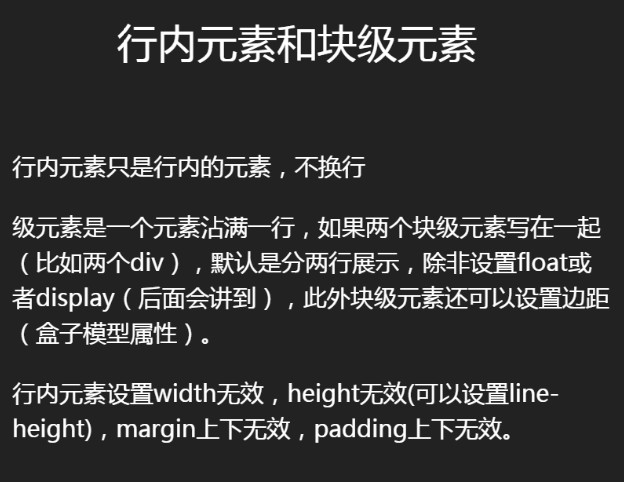 行内元素和块级元素
行内元素只是行内的元素，不换行
级元素是一个元素沾满一行，如果两个块级元素写在一起
（比如两个div），默认是分两行展示，除非设置float或
者display（后面会讲到），此外块级元素还可以设置边距
（盒子模型属性）。
行内元素设置width无效，height无效(可以设置line-
height)，margin上下无效，padding上下无效。